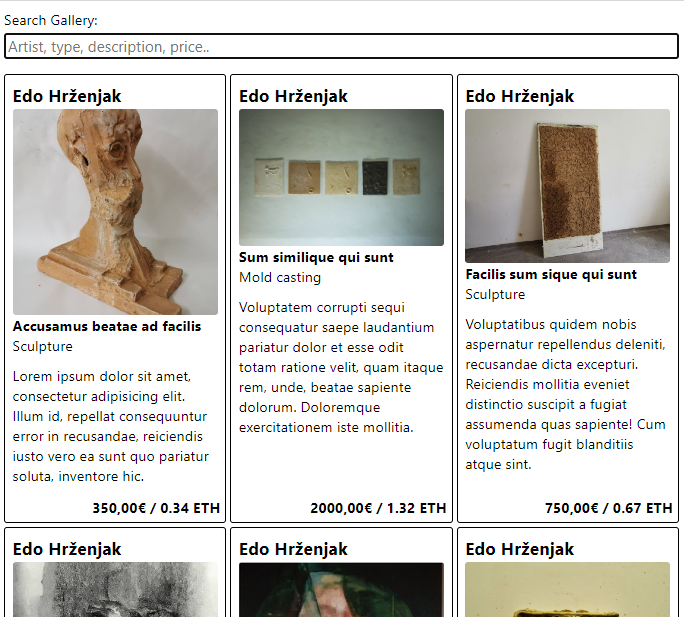 Search Gallery:
Artist, type, description, price..
Edo Hrženjak
Accusamus beatae ad facilis
Sculpture
Lorem ipsum dolor sit amet,
consectetur adipisicing elit.
Illum id, repellat consequuntur
error in recusandae, reiciendis
iusto vero ea sunt quo pariatur
soluta, inventore hic.
350,00€ / 0.34 ETH
Edo Hrženjak
Sum similique qui sunt
Mold casting
Voluptatem corrupti sequi
consequatur saepe laudantium
pariatur dolor et esse odit
totam ratione velit, quam itaque
rem, unde, beatae sapiente
dolorum. Doloremque
exercitationem iste mollitia.
2000,00€ / 1.32 ETH
Edo Hrženjak
Facilis sum sique qui sunt
Sculpture
Voluptatibus quidem nobis
aspernatur repellendus deleniti,
recusandae dicta excepturi.
Reiciendis mollitia eveniet
distinctio suscipit a fugiat
assumenda quas sapiente! Cum
voluptatum fugit blanditiis
atque sint.
750,00€ / 0.67 ETH
Edo Hrženjak
Edo Hrženjak
Edo Hrženjak